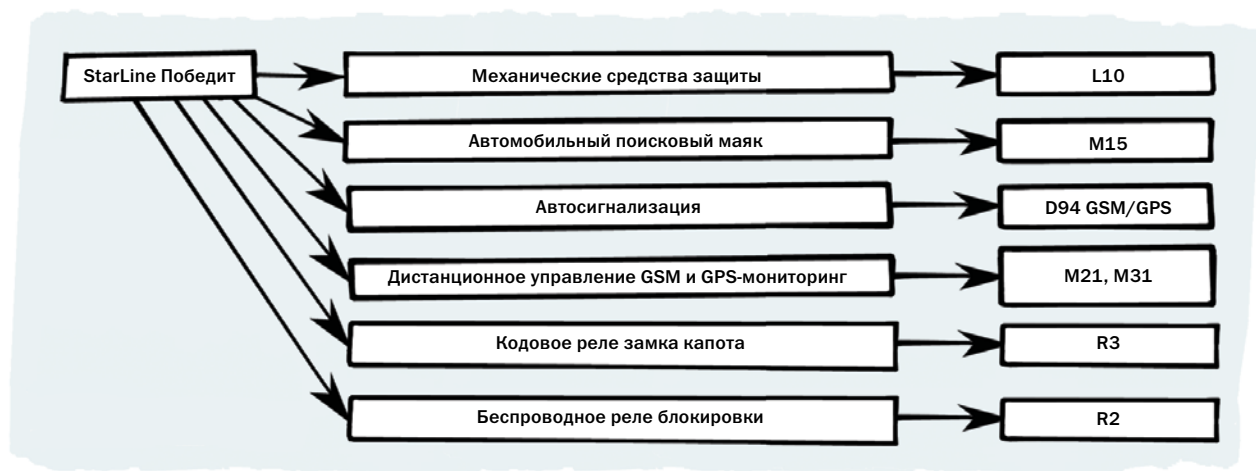 StarLine Победит
Механические средства защиты
L10
Автомобильный поисковый маяк
M15
Автосигнализация
D94 GSM/GPS
Дистанционное управление GSM и GPS-мониторинг
M21, M31
Кодовое реле замка капота
R3
Беспроводное реле блокировки
R2